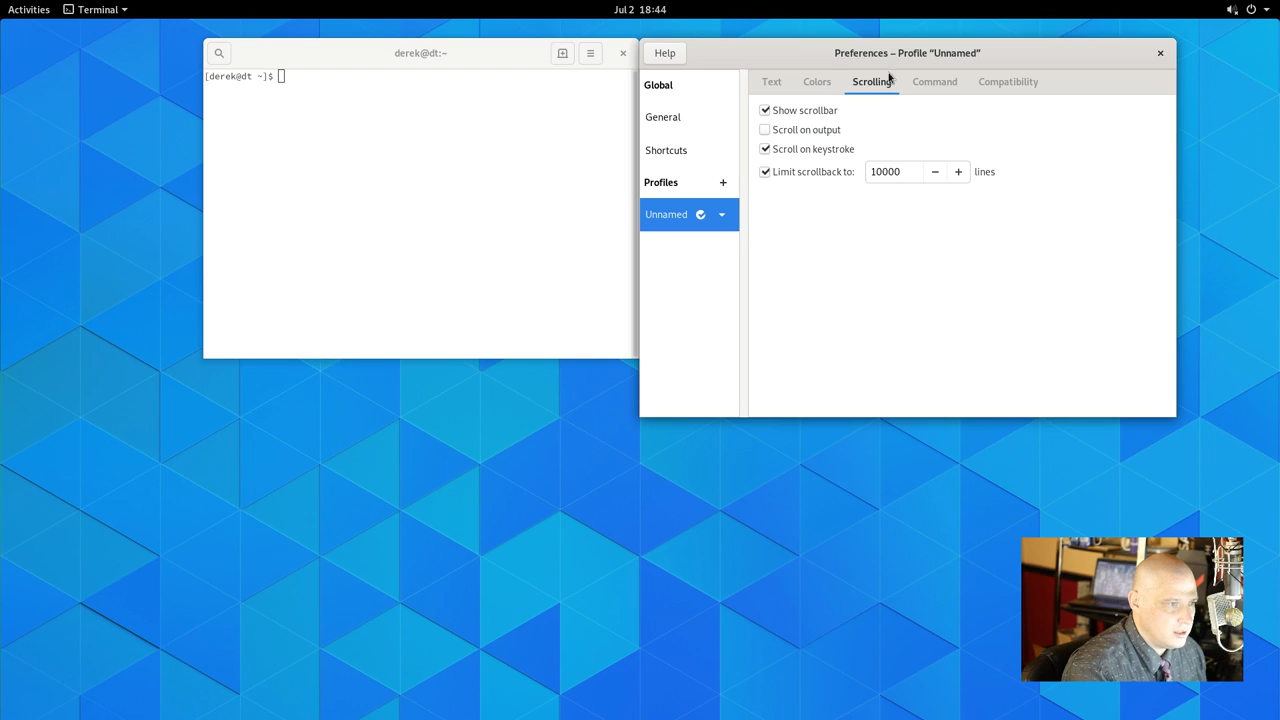 Activities
Terminal
Jul 2 18:44
derek@dt:~
[derek@dt ~]$
Help
Preferences – Profile “Unnamed”
Global
General
Shortcuts
Profiles
Unnamed
Text
Colors
Scrolling
Command
Compatibility
Show scrollbar
Scroll on output
Scroll on keystroke
Limit scrollback to:
10000
lines